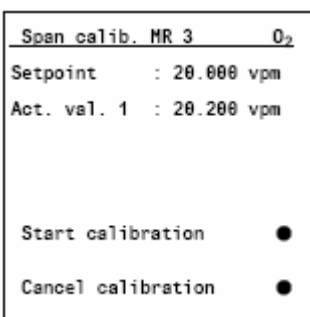 Span calib. MR 3 O₂
Setpoint : 20.000 vpm
Act. val. 1 : 20.200 vpm
Start calibration
Cancel calibration